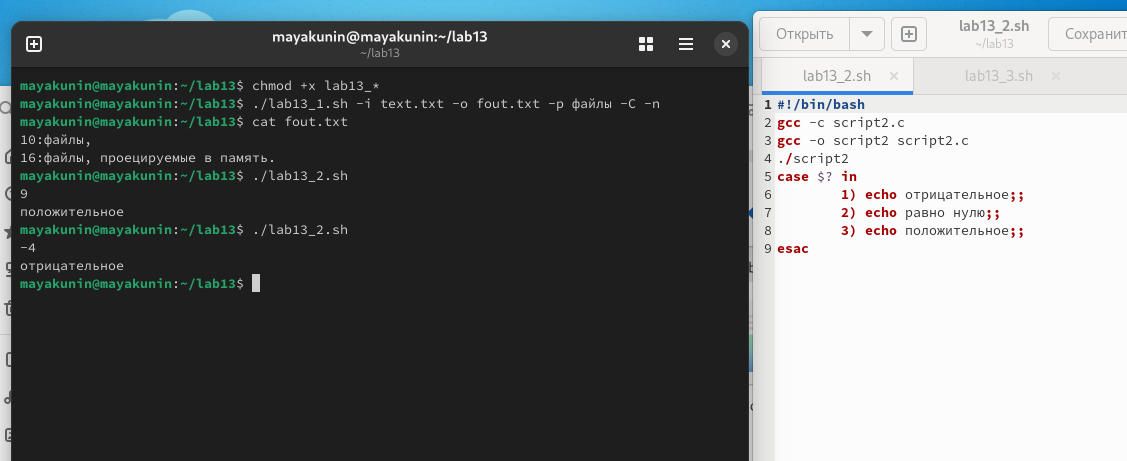 mayakunin@mayakunin:~/lab13
~/lab13
mayakunin@mayakunin:~/lab13$ chmod +x lab13_*
mayakunin@mayakunin:~/lab13$ ./lab13_1.sh -i text.txt -o fout.txt -p файлы -C -n
mayakunin@mayakunin:~/lab13$ cat fout.txt
10:файлы,
16:файлы, проецируемые в память.
mayakunin@mayakunin:~/lab13$ ./lab13_2.sh
9
положительное
mayakunin@mayakunin:~/lab13$ ./lab13_2.sh
-4
отрицательное
mayakunin@mayakunin:~/lab13$
Открыть
lab13_2.sh
~/lab13
Сохранит
lab13_2.sh
lab13_3.sh
1 #!/bin/bash
2 gcc -c script2.c
3 gcc -o script2 script2.c
4 ./script2
5 case $? in
6 1) echo отрицательное;;
7 2) echo равно нулю;;
8 3) echo положительное;;
9 esac